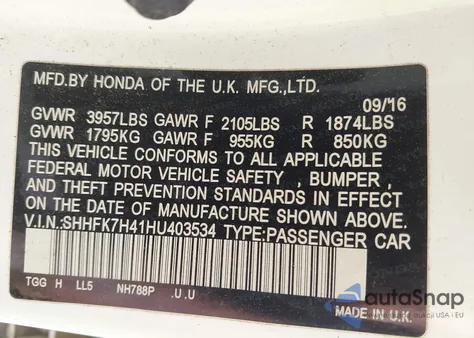 MFD.BY HONDA OF THE U.K. MFG.,LTD.
09/16
GVWR 3957LBS GAWR F 2105LBS R 1874LBS
GVWR 1795KG GAWR F 955KG R 850KG
THIS VEHICLE CONFORMS TO ALL APPLICABLE
FEDERAL MOTOR VEHICLE SAFETY , BUMPER ,
AND THEFT PREVENTION STANDARDS IN EFFECT
ON THE DATE OF MANUFACTURE SHOWN ABOVE.
V.I.N:SHHFK7H41HU403534 TYPE:PASSENGER CAR
TGG H LL5 NH788P .U.U
MADE IN U.K.
autoSnap